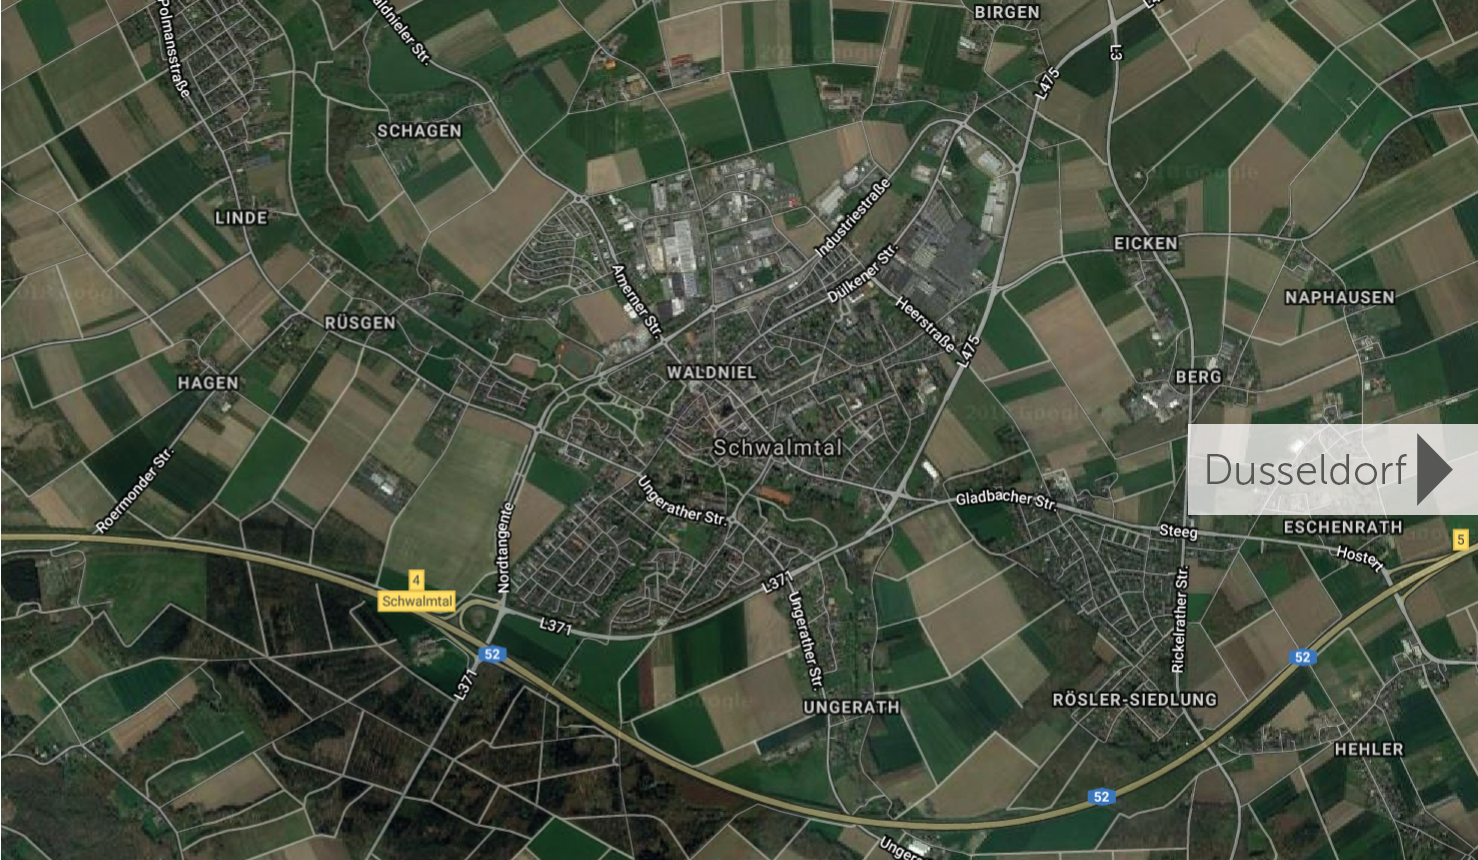 BIRGEN
Polmansstraße
L3
L475
SCHAGEN
LINDE
Industriestraße
EICKEN
Dülkener Str.
Amerner Str.
NAPHAUSEN
Heerstraße
RÜSGEN
L475
WALDNIEL
BERG
HAGEN
Schwalmtal
Dusseldorf
Roermonder Str.
Ungerather Str.
Gladbacher Str.
Steeg
ESCHENRATH
Hostert
5
Nordtangente
4
Schwalmtal
L371
L371
52
52
Ungerather Str.
Rickelrather Str.
L371
RÖSLER-SIEDLUNG
UNGERATH
HEHLER
52